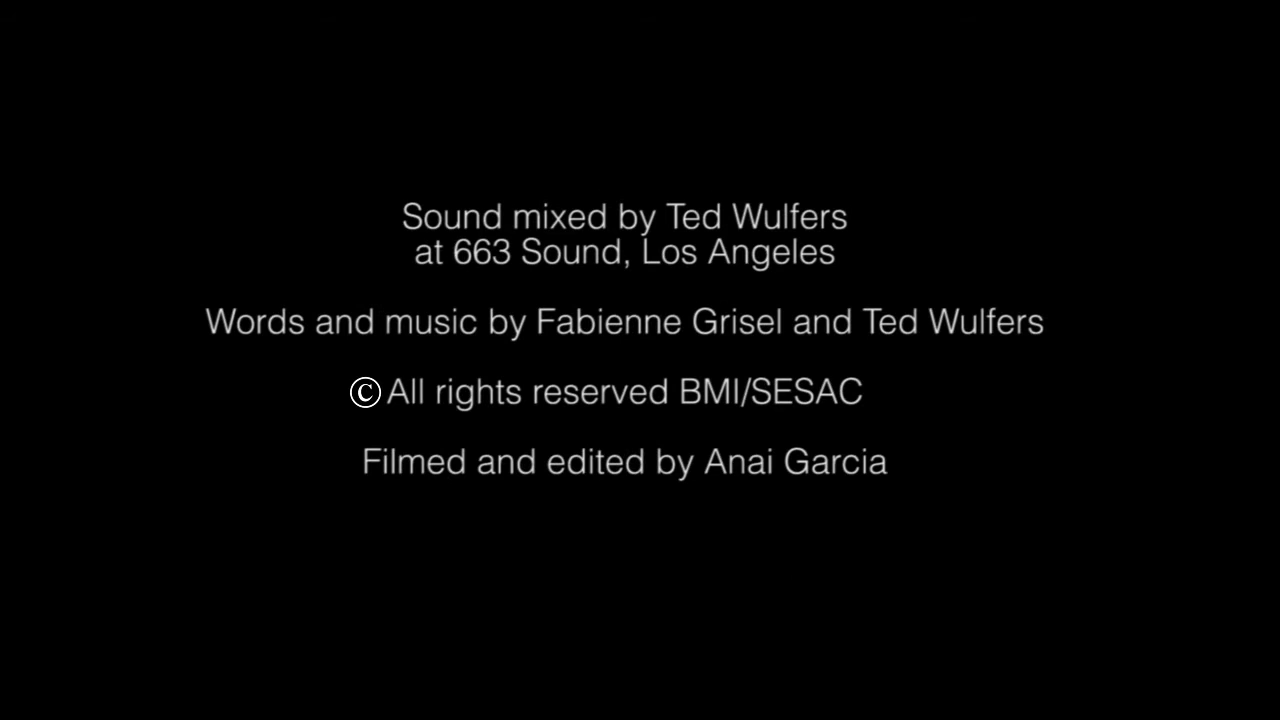 Sound mixed by Ted Wulfers
at 663 Sound, Los Angeles
Words and music by Fabienne Grisel and Ted Wulfers
© All rights reserved BMI/SESAC
Filmed and edited by Anai Garcia